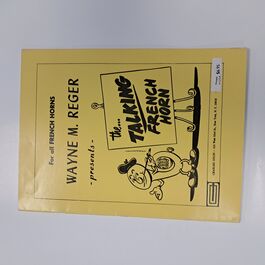 For all FRENCH HORNS
WAYNE M. REGER
- presents -
the...
TALKING
FRENCH
HORN